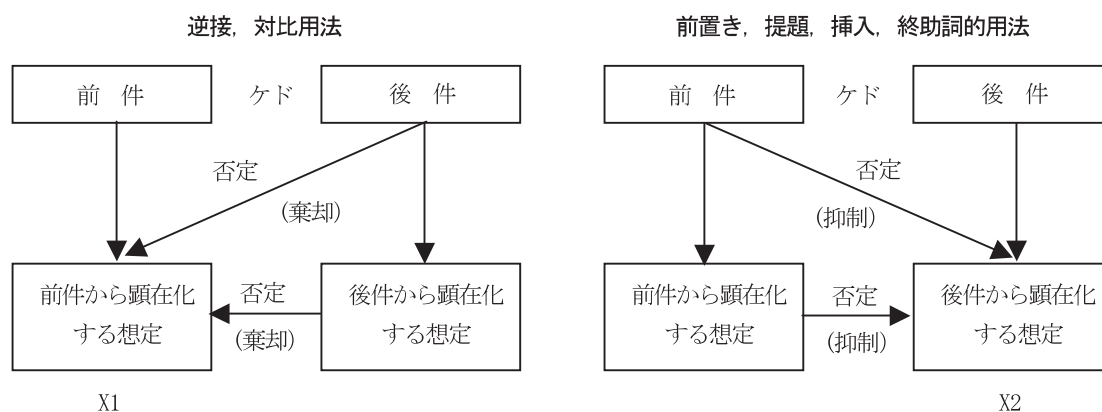 逆接，対比用法
前　件
ケド
後　件
否定
(棄却)
前件から顕在化
する想定
否定
(棄却)
後件から顕在化
する想定
X1
前置き，提題，挿入，終助詞的用法
前　件
ケド
後　件
否定
(抑制)
前件から顕在化
する想定
否定
(抑制)
後件から顕在化
する想定
X2